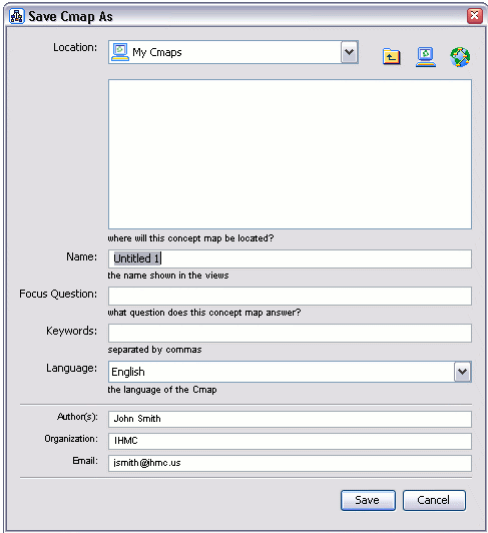 Save Cmap As
Location: My Cmaps
where will this concept map be located?
Name: Untitled 1
the name shown in the views
Focus Question:
what question does this concept map answer?
Keywords:
separated by commas
Language: English
the language of the Cmap
Author(s): John Smith
Organization: IHMC
Email: jsmith@ihmc.us
Save Cancel